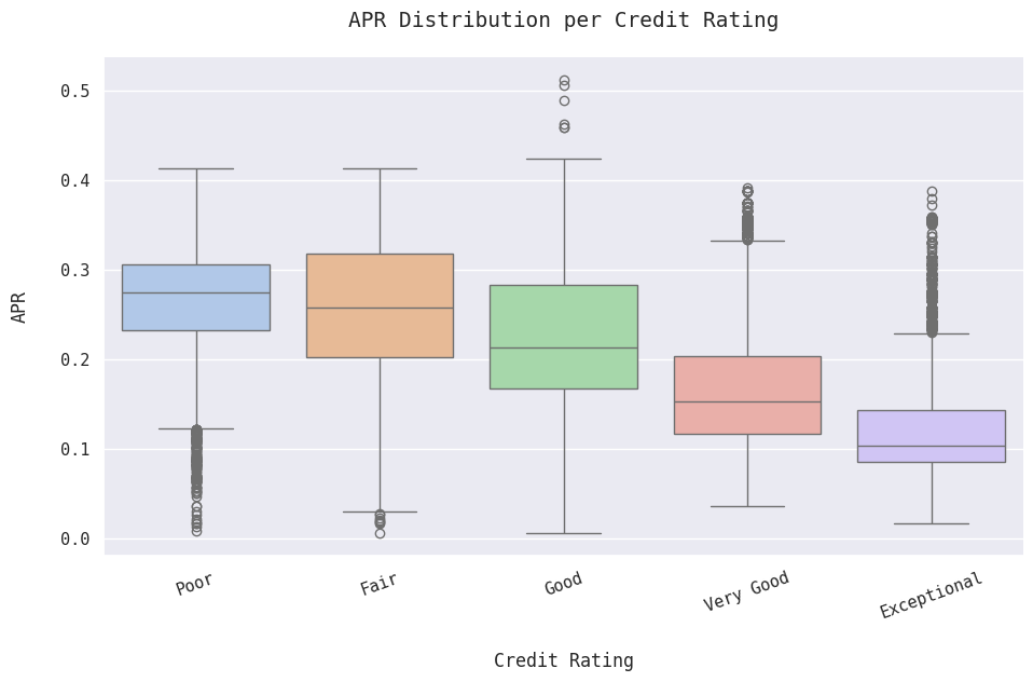 APR Distribution per Credit Rating
0.5
0.4
0.3
0.2
0.1
0.0
APR
Poor
Fair
Good
Very Good
Exceptional
Credit Rating